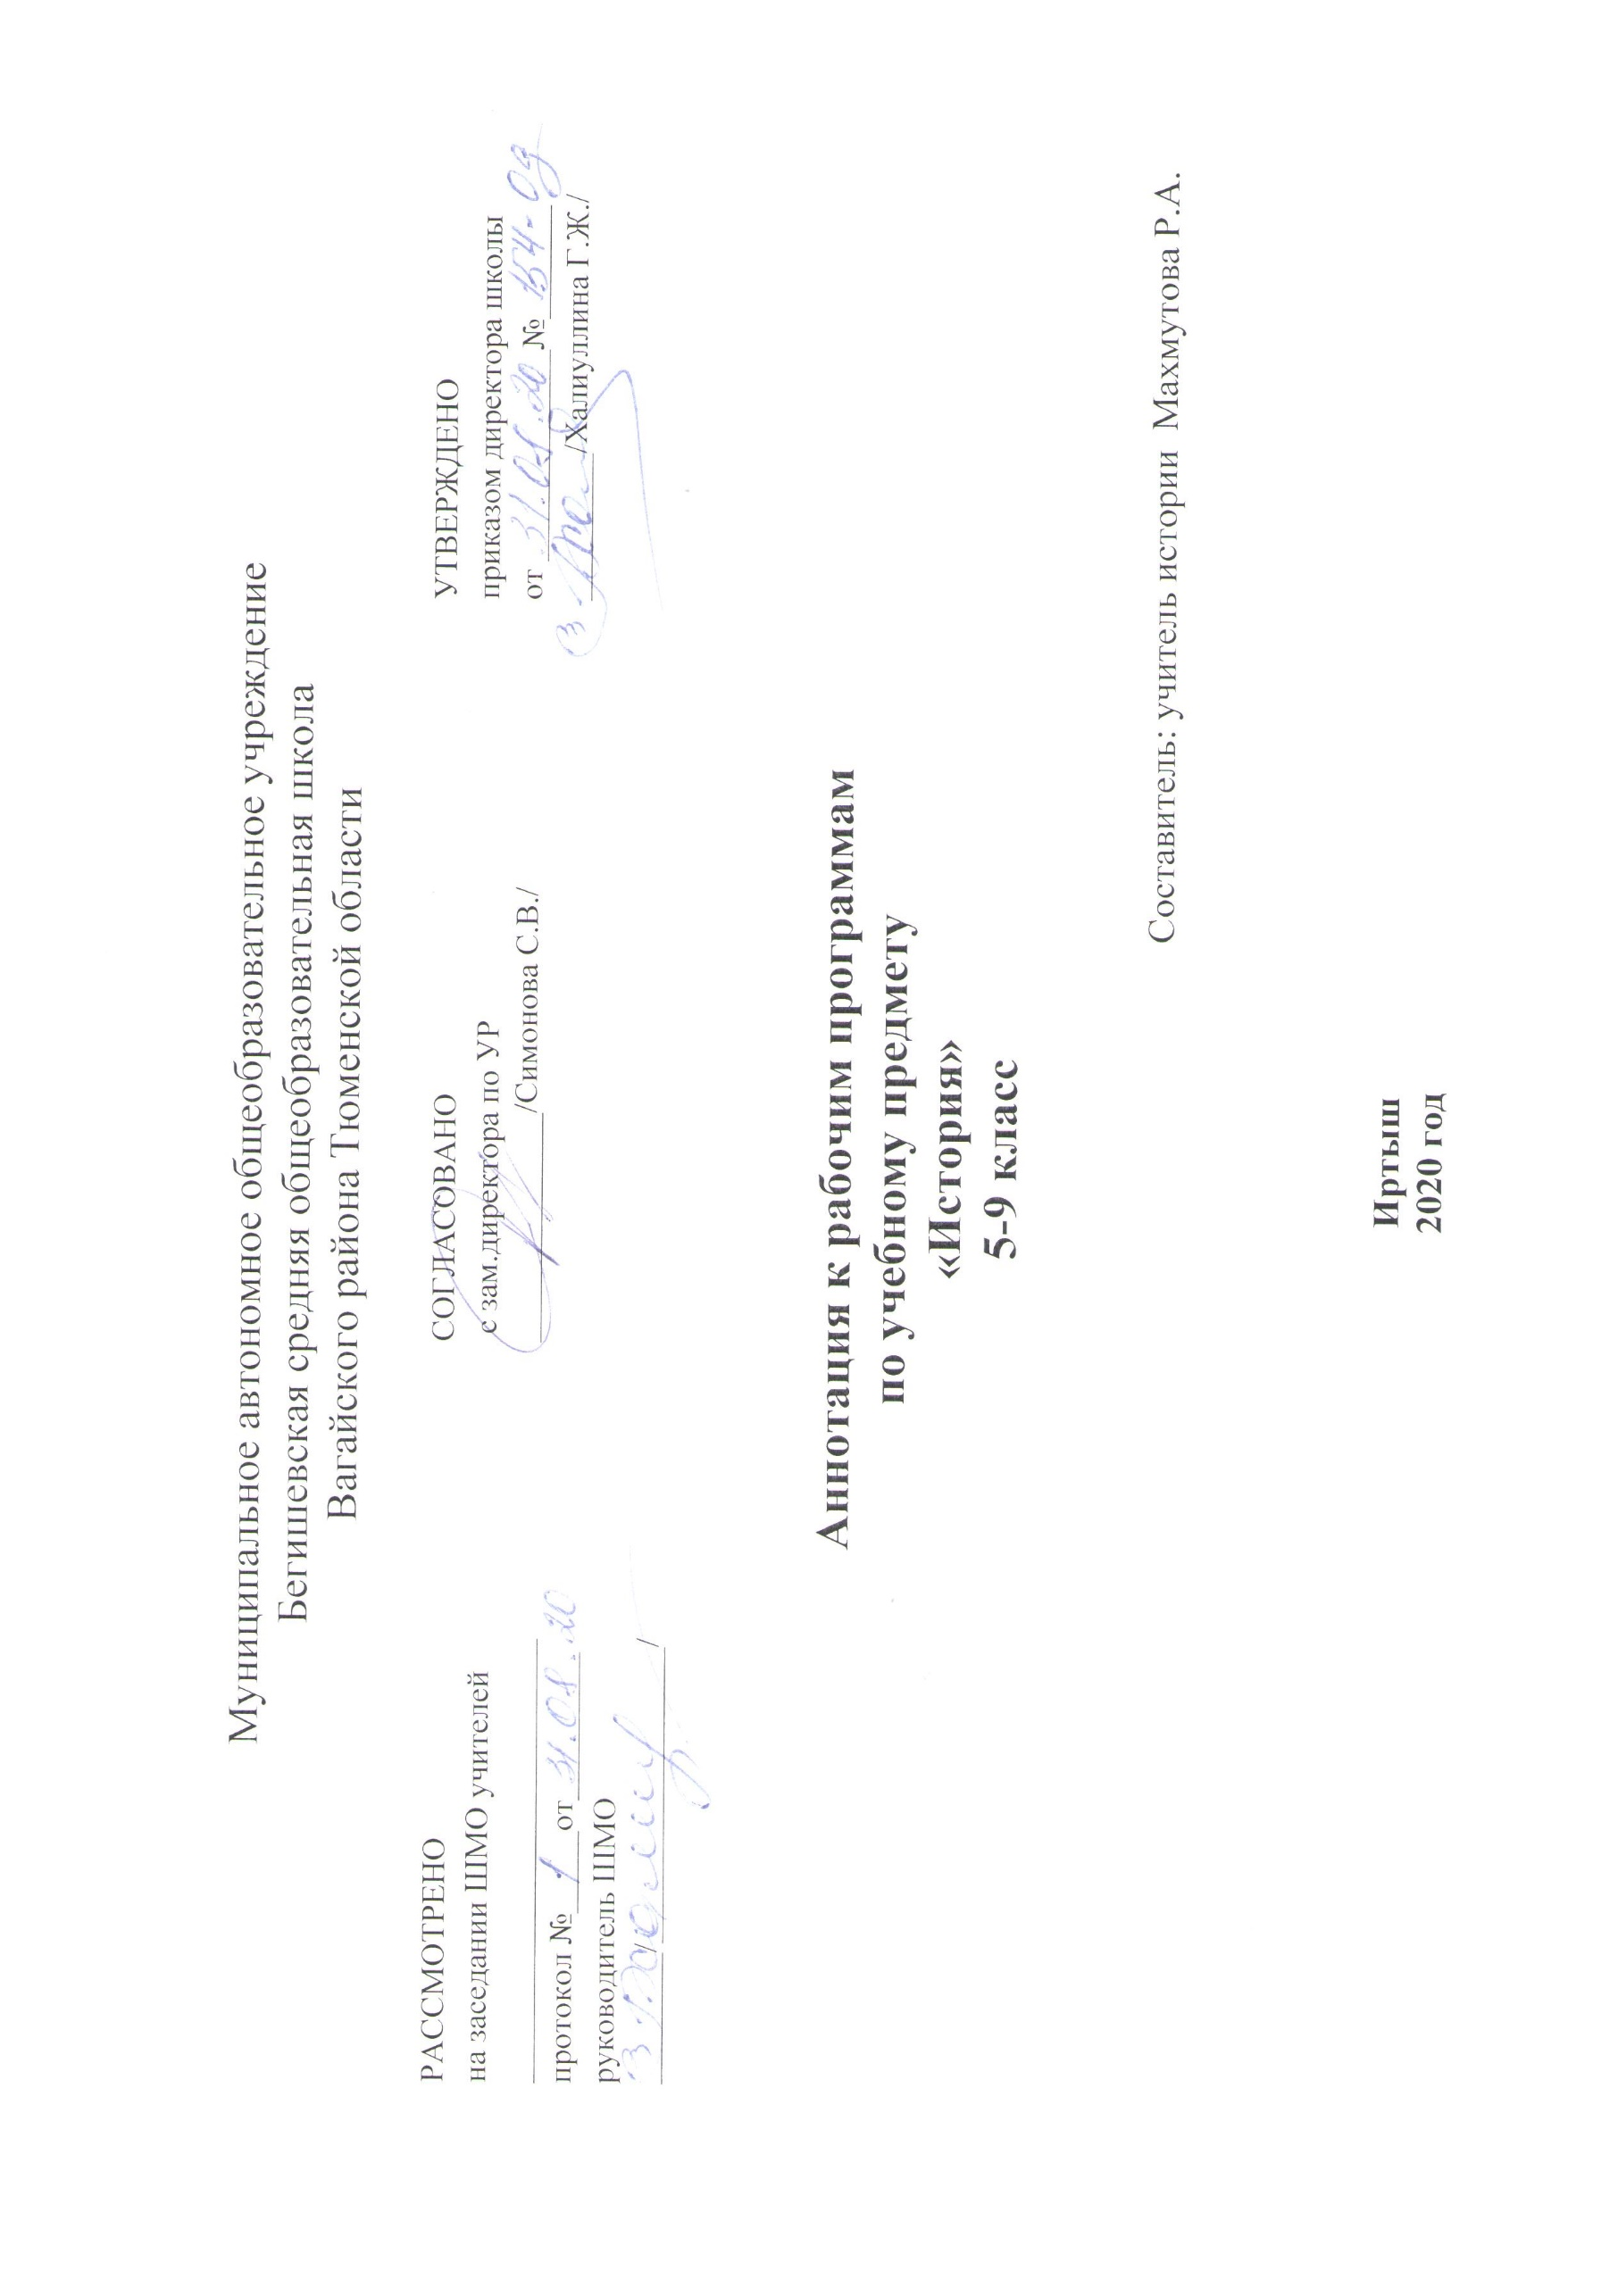 Муниципальное автономное общеобразовательное учреждение
Бегишевская средняя общеобразовательная школа
Вагайского района Тюменской области
РАССМОТРЕНО
на заседании ШМО учителей
протокол № 1 от 31.08.20
руководитель ШМО
/ /
СОГЛАСОВАНО
с зам.директора по УР
/Симонова С.В./
УТВЕРЖДЕНО
приказом директора школы
от 31.08.20 № 154-од
/Халиуллина Г.Ж./
Аннотация к рабочим программам
по учебному предмету
«История»
5-9 класс
Составитель: учитель истории Махмутова Р.А.
Иртыш
2020 год